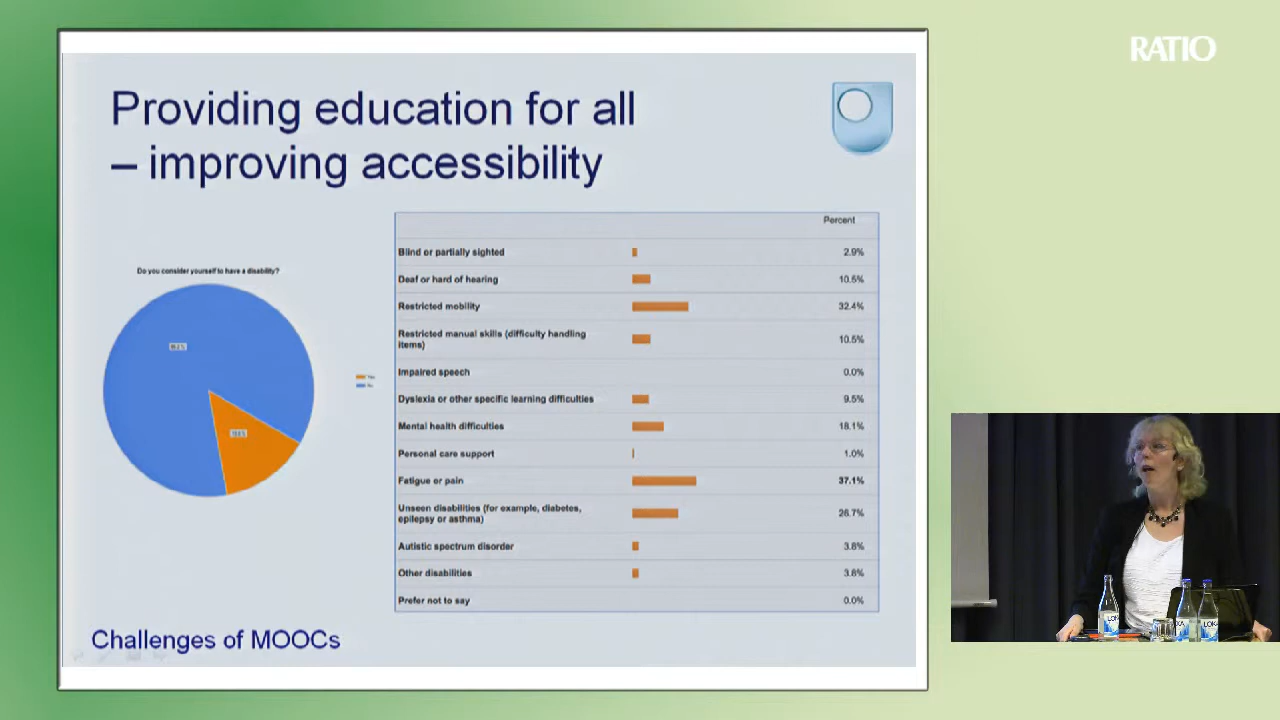 RATIO
Providing education for all
– improving accessibility
Do you consider yourself to have a disability?
Yes
No
Percent
Blind or partially sighted 2.9%
Deaf or hard of hearing 10.5%
Restricted mobility 32.4%
Restricted manual skills (difficulty handling
items) 10.5%
Impaired speech 0.0%
Dyslexia or other specific learning difficulties 9.5%
Mental health difficulties 18.1%
Personal care support 1.0%
Fatigue or pain 37.1%
Unseen disabilities (for example, diabetes,
epilepsy or asthma) 26.7%
Autistic spectrum disorder 3.8%
Other disabilities 3.8%
Prefer not to say 0.0%
Challenges of MOOCs